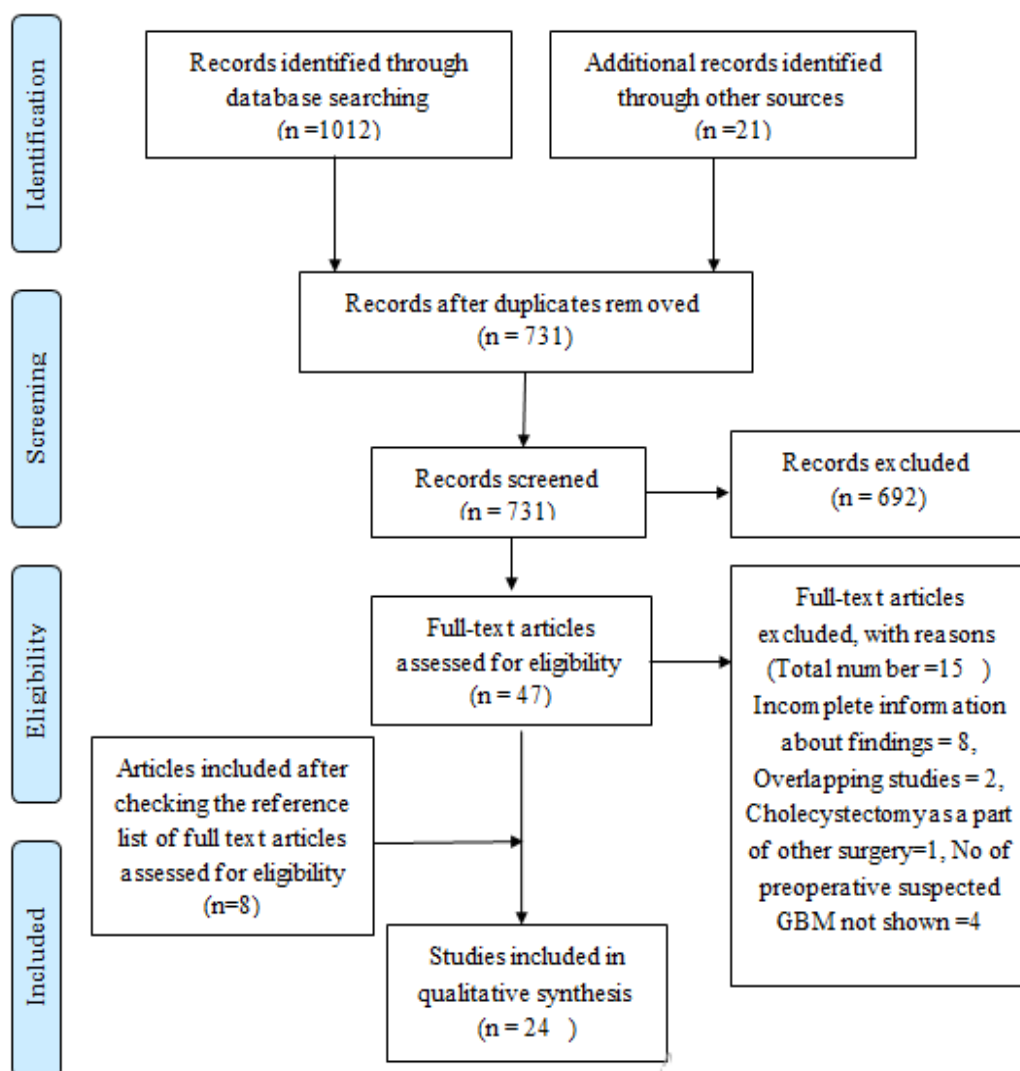 Identification
Records identified through
database searching
(n =1012)
Additional records identified
through other sources
(n =21)
Screening
Records after duplicates removed
(n = 731)
Records screened
(n = 731)
Records excluded
(n = 692)
Eligibility
Full-text articles
assessed for eligibility
(n = 47)
Full-text articles
excluded, with reasons
(Total number =15 )
Incomplete information
about findings = 8,
Overlapping studies = 2,
Cholecystectomy as a part
of other surgery=1, No of
preoperative suspected
GBM not shown =4
Articles included after
checking the reference
list of full text articles
assessed for eligibility
(n=8)
Included
Studies included in
qualitative synthesis
(n = 24 )